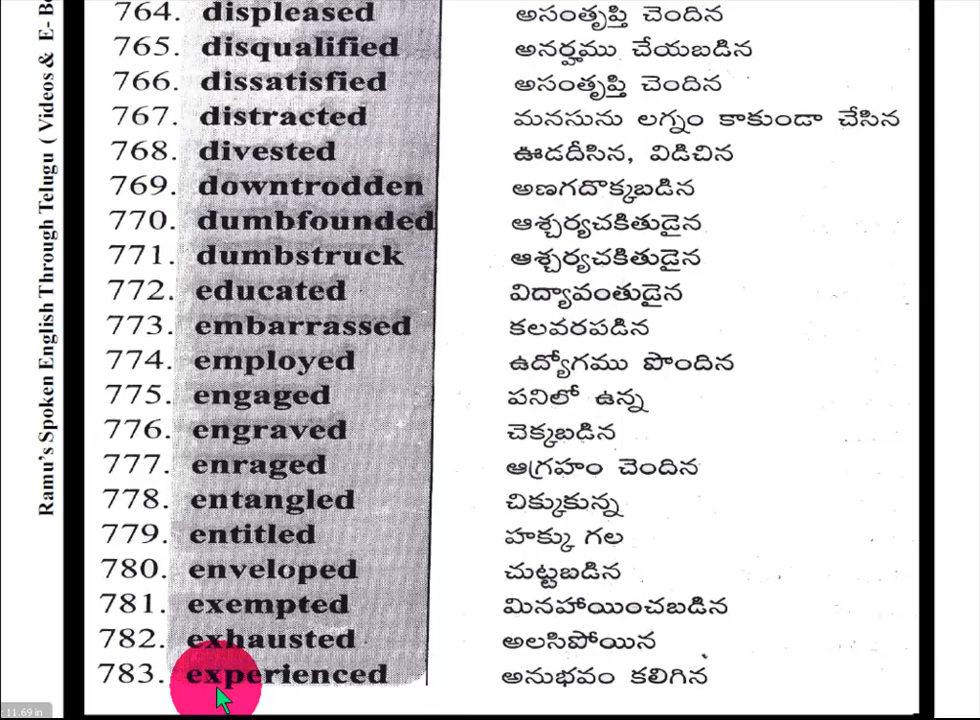 Ramu's Spoken English Through Telugu ( Videos & E-
764. displeased అసంతృప్తి చెందిన
765. disqualified అనర్హము చేయబడిన
766. dissatisfied అసంతృప్తి చెందిన
767. distracted మనసును లగ్నం కాకుండా చేసిన
768. divested ఊడదీసిన, విడిచిన
769. downtrodden అణగదొక్కబడిన
770. dumbfounded ఆశ్చర్యచకితుడైన
771. dumbstruck ఆశ్చర్యచకితుడైన
772. educated విద్యావంతుడైన
773. embarrassed కలవరపడిన
774. employed ఉద్యోగము పొందిన
775. engaged పనిలో ఉన్న
776. engraved చెక్కబడిన
777. enraged ఆగ్రహం చెందిన
778. entangled చిక్కుకున్న
779. entitled హక్కు గల
780. enveloped చుట్టబడిన
781. exempted మినహాయించబడిన
782. exhausted అలసిపోయిన
783. experienced అనుభవం కలిగిన
11.69 in